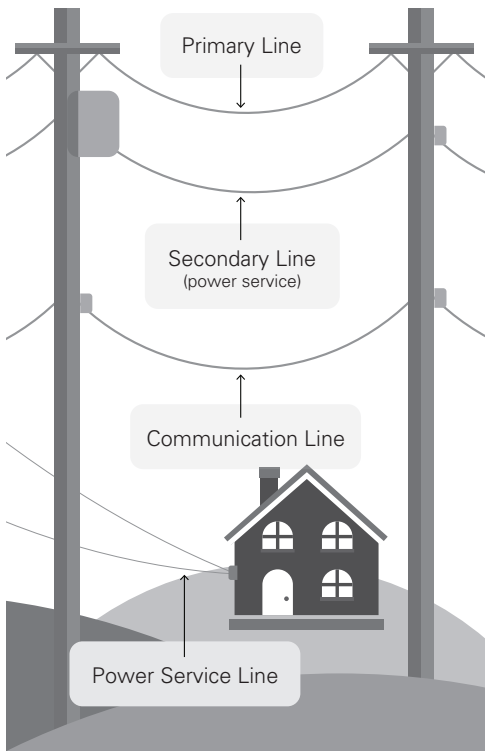 Primary Line
Secondary Line
(power service)
Communication Line
Power Service Line